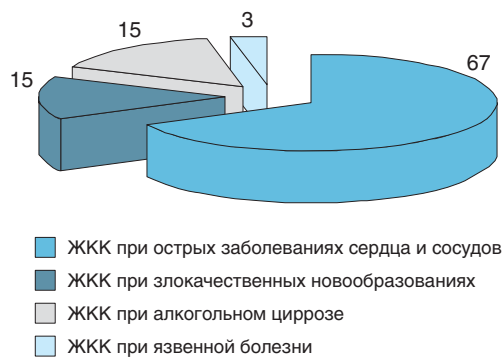 3
15
67
15
ЖКК при острых заболеваниях сердца и сосудов
ЖКК при злокачественных новообразованиях
ЖКК при алкогольном циррозе
ЖКК при язвенной болезни